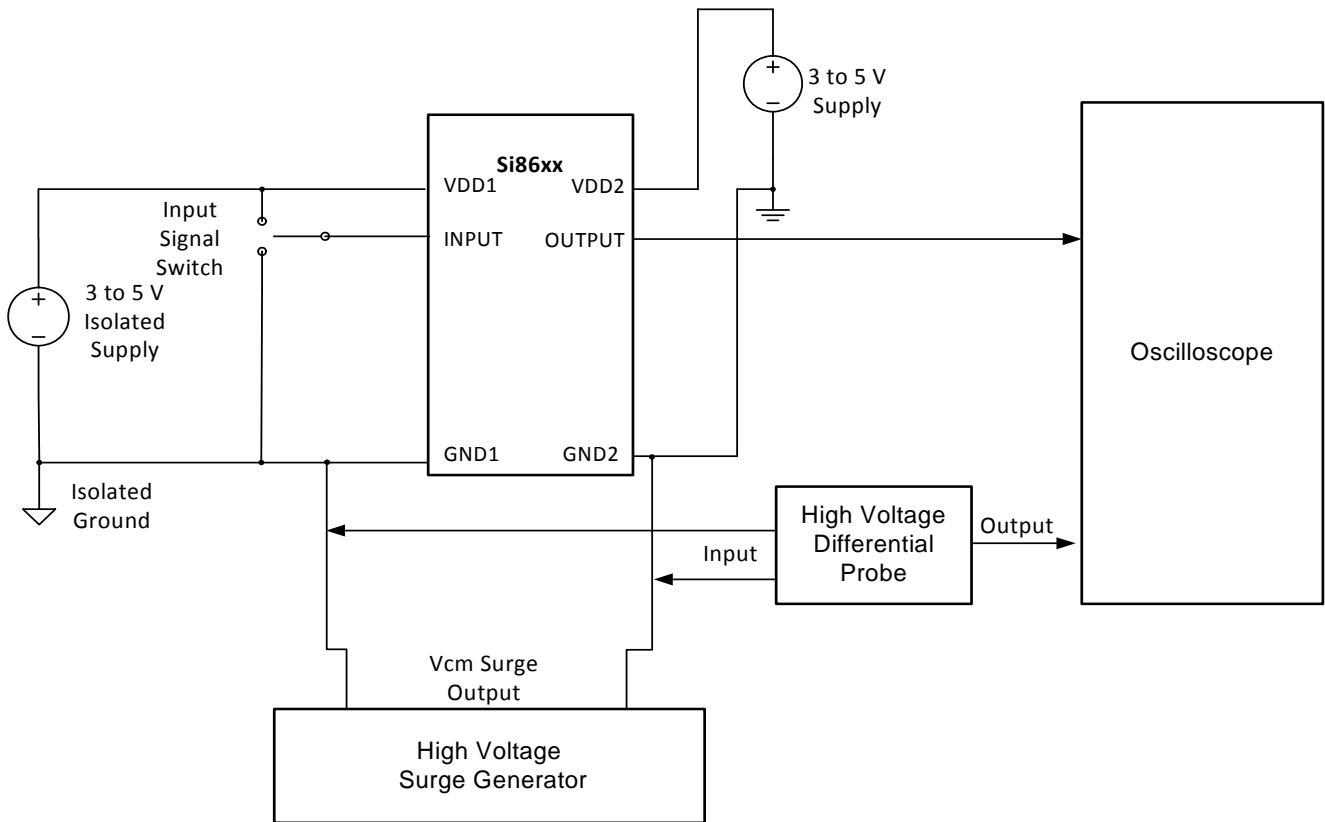 3 to 5 V
Supply
Si86xx
VDD1
VDD2
Input
Signal
Switch
INPUT
OUTPUT
+
−
3 to 5 V
Isolated
Supply
+
−
Oscilloscope
GND1
GND2
Isolated
Ground
High Voltage
Differential
Probe
Input
Output
Vcm Surge
Output
High Voltage
Surge Generator